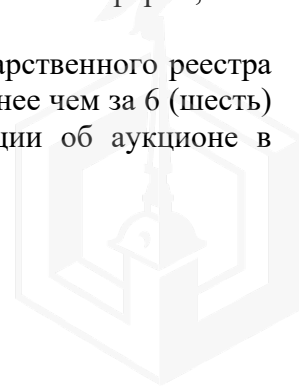 арственного реестра
нее чем за 6 (шесть)
ции об аукционе в